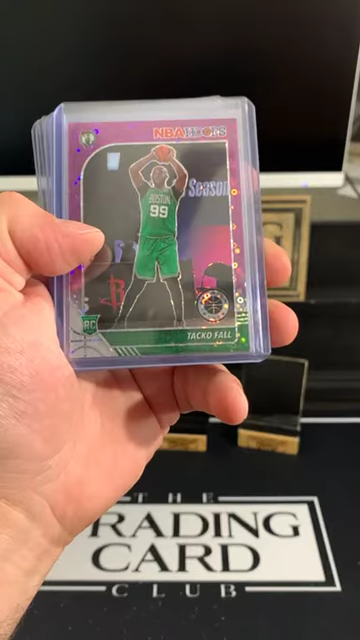 NBA HOOPS
Season
BOSTON
99
RC
TACKO FALL
THE
TRADING
CARD
CLUB